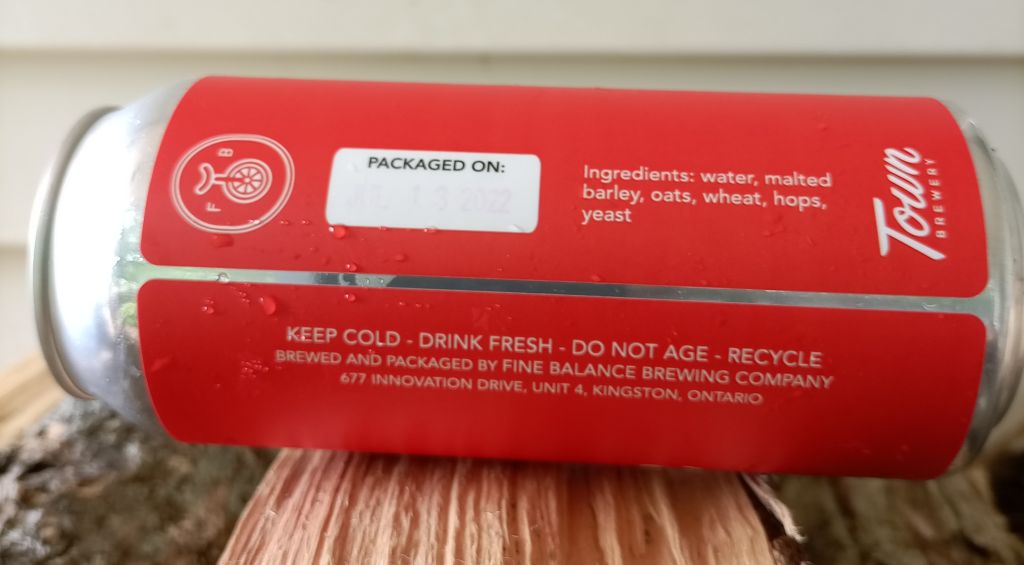 F B
PACKAGED ON:
JUL 13 2022
Ingredients: water, malted
barley, oats, wheat, hops,
yeast
Town
BREWERY
KEEP COLD - DRINK FRESH - DO NOT AGE - RECYCLE
BREWED AND PACKAGED BY FINE BALANCE BREWING COMPANY
677 INNOVATION DRIVE, UNIT 4, KINGSTON, ONTARIO